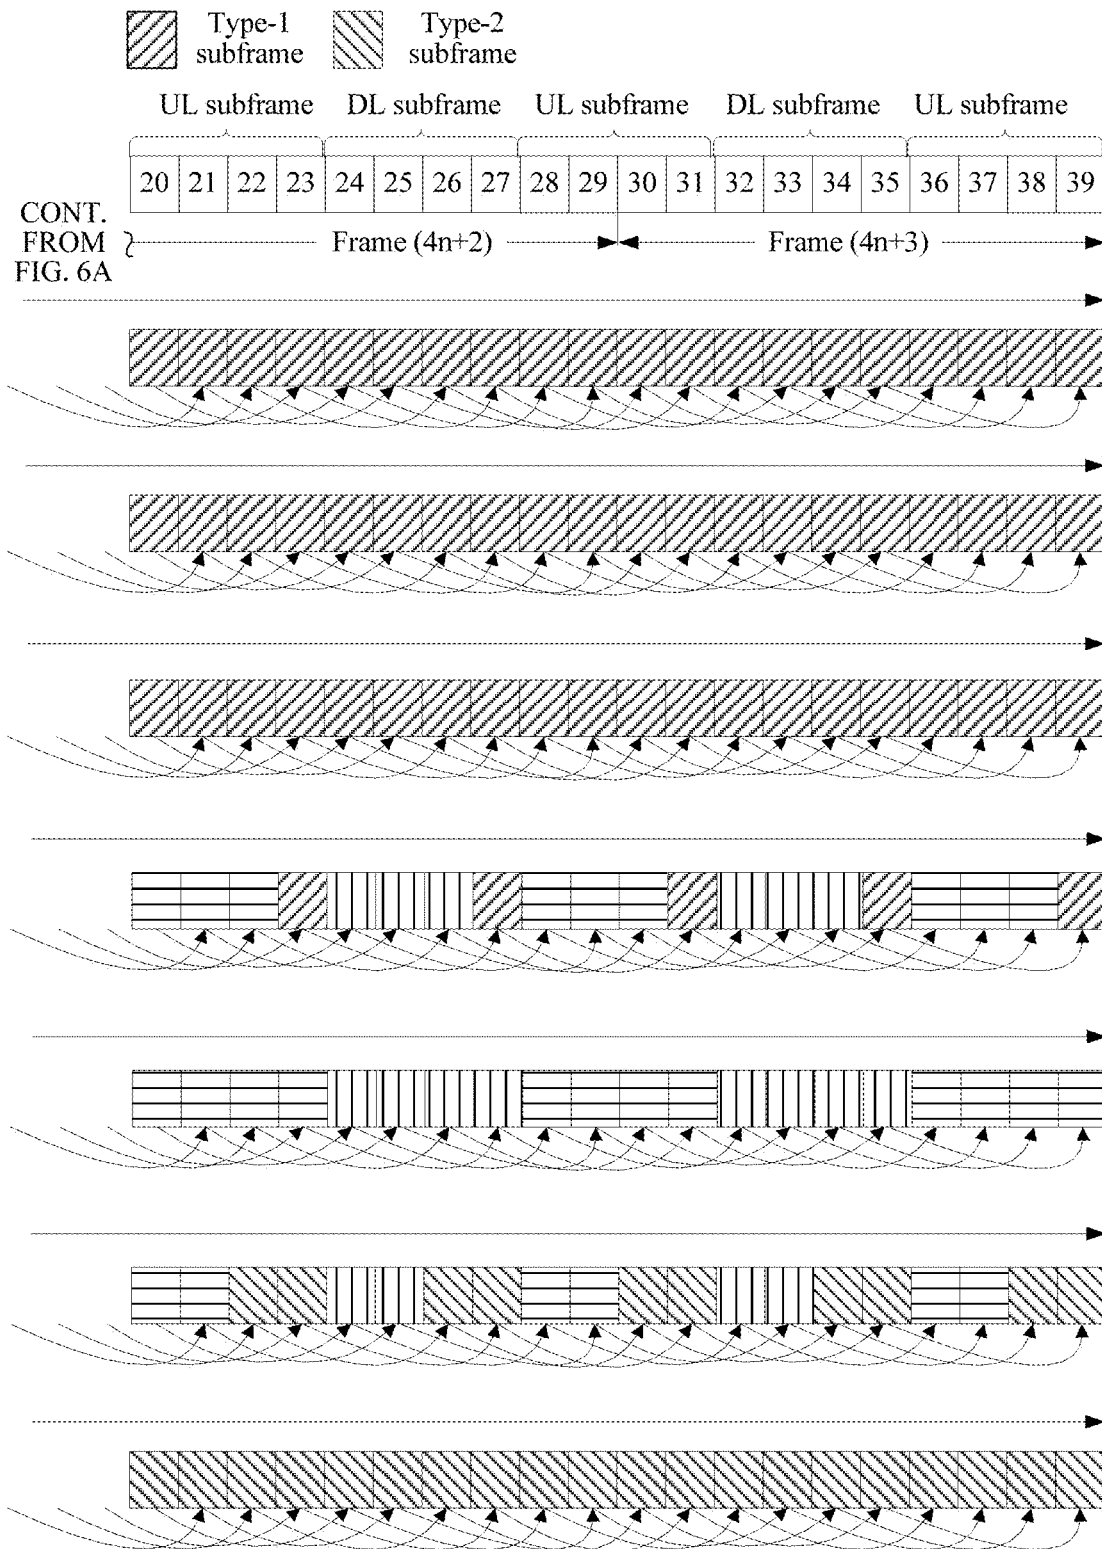 Type-1 subframe
Type-2 subframe
UL subframe DL subframe UL subframe DL subframe UL subframe
20 21 22 23 24 25 26 27 28 29 30 31 32 33 34 35 36 37 38 39
CONT. FROM FIG. 6A
Frame (4n+2) Frame (4n+3)